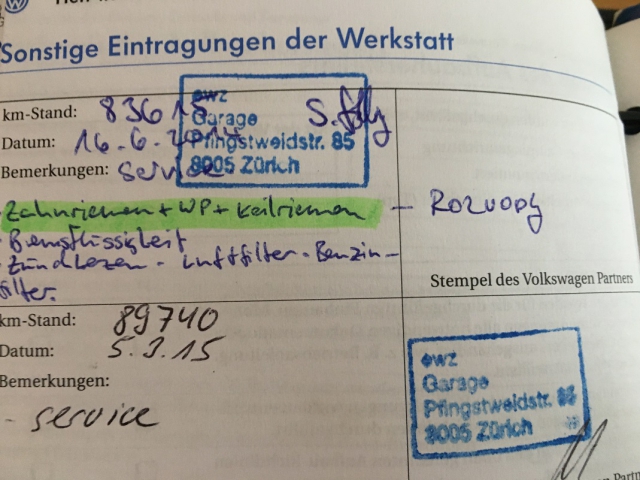 Sonstige Eintragungen der Werkstatt
km-Stand: 83615
Datum: 16.6.2014
Bemerkungen: Service
ewz
Garage
Pfingstweidstr. 85
8005 Zürich
Zahnriemen + WP + Keilriemen — Rozvody
- Bremsflüssigkeit
- Zündkerzen - Luftfilter - Benzin-
filter.
Stempel des Volkswagen Partners
km-Stand: 89740
Datum: 5.3.15
Bemerkungen:
- service
ewz
Garage
Pfingstweidstr. 85
8005 Zürich